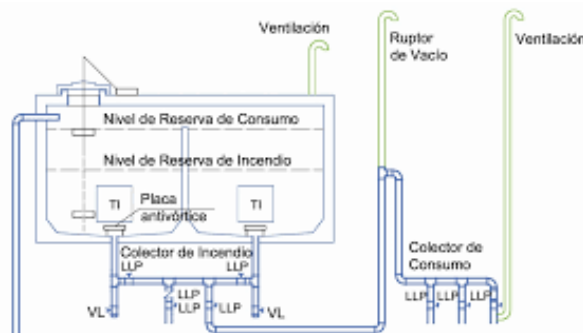 Ventilación
Ruptor
de Vacío
Ventilación
Nivel de Reserva de Consumo
Nivel de Reserva de Incendio
TI
Placa
antivórtice
TI
Colector de Incendio
LLP
LLP
Colector de
Consumo
VL
LLP
LLP
LLP
VL
LLP
LLP
LLP